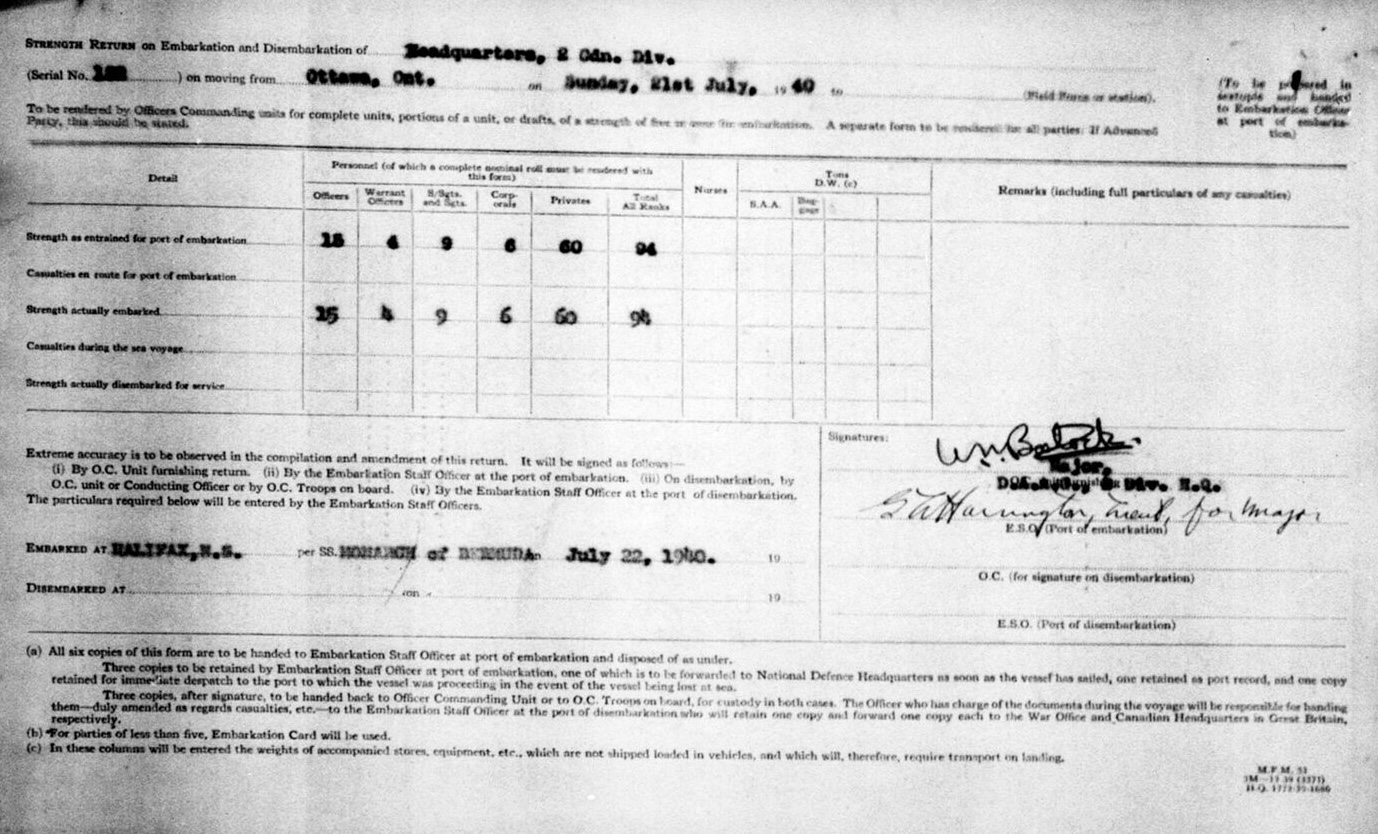 STRENGTH RETURN on Embarkation and Disembarkation of Headquarters, 2 Cdn. Div.
(Serial No. ) on moving from Ottawa, Ont. on Sunday, 21st July, 19 40 to (Field Force or station).
(To be prepared in
sextuple and handed
to Embarkation Officer
at port of embarka-
tion)
To be rendered by Officers Commanding units for complete units, portions of a unit, or drafts, of a strength of five or over for embarkation. A separate form to be rendered for all parties. If Advanced
Party, this should be stated.
Detail
Personnel (of which a complete nominal roll must be rendered with
this form)
Nurses
Tons
D.W. (c)
Remarks (including full particulars of any casualties)
Officers Warrant Officers S/Sgts. and Sgts. Corp-orals Privates Total All Ranks S.A.A. Bag-gage
Strength as entrained for port of embarkation 15 4 9 6 60 94
Casualties en route for port of embarkation
Strength actually embarked 15 4 9 6 60 94
Casualties during the sea voyage
Strength actually disembarked for service
Extreme accuracy is to be observed in the compilation and amendment of this return. It will be signed as follows:—
(i) By O.C. Unit furnishing return. (ii) By the Embarkation Staff Officer at the port of embarkation. (iii) On disembarkation, by
O.C. unit or Conducting Officer or by O.C. Troops on board. (iv) By the Embarkation Staff Officer at the port of disembarkation.
The particulars required below will be entered by the Embarkation Staff Officers.
EMBARKED AT HALIFAX, N.S. per SS. MONARCH of BERMUDA on July 22, 1940. 19
DISEMBARKED AT on 19
Signatures:
Major,
Div. H.Q.
G A Harrington, Lieut, for Major
E.S.O. (Port of embarkation)
O.C. (for signature on disembarkation)
E.S.O. (Port of disembarkation)
(a) All six copies of this form are to be handed to Embarkation Staff Officer at port of embarkation and disposed of as under.
Three copies to be retained by Embarkation Staff Officer at port of embarkation, one of which is to be forwarded to National Defence Headquarters as soon as the vessel has sailed, one retained as port record, and one copy
retained for immediate despatch to the port to which the vessel was proceeding in the event of the vessel being lost at sea.
Three copies, after signature, to be handed back to Officer Commanding Unit or to O.C. Troops on board, for custody in both cases. The Officer who has charge of the documents during the voyage will be responsible for handing
them—duly amended as regards casualties, etc.—to the Embarkation Staff Officer at the port of disembarkation who will retain one copy and forward one copy each to the War Office and Canadian Headquarters in Great Britain,
respectively.
(b) For parties of less than five, Embarkation Card will be used.
(c) In these columns will be entered the weights of accompanied stores, equipment, etc., which are not shipped loaded in vehicles, and which will, therefore, require transport on landing.
M.F.M. 51
H.Q. 1772-39-1666